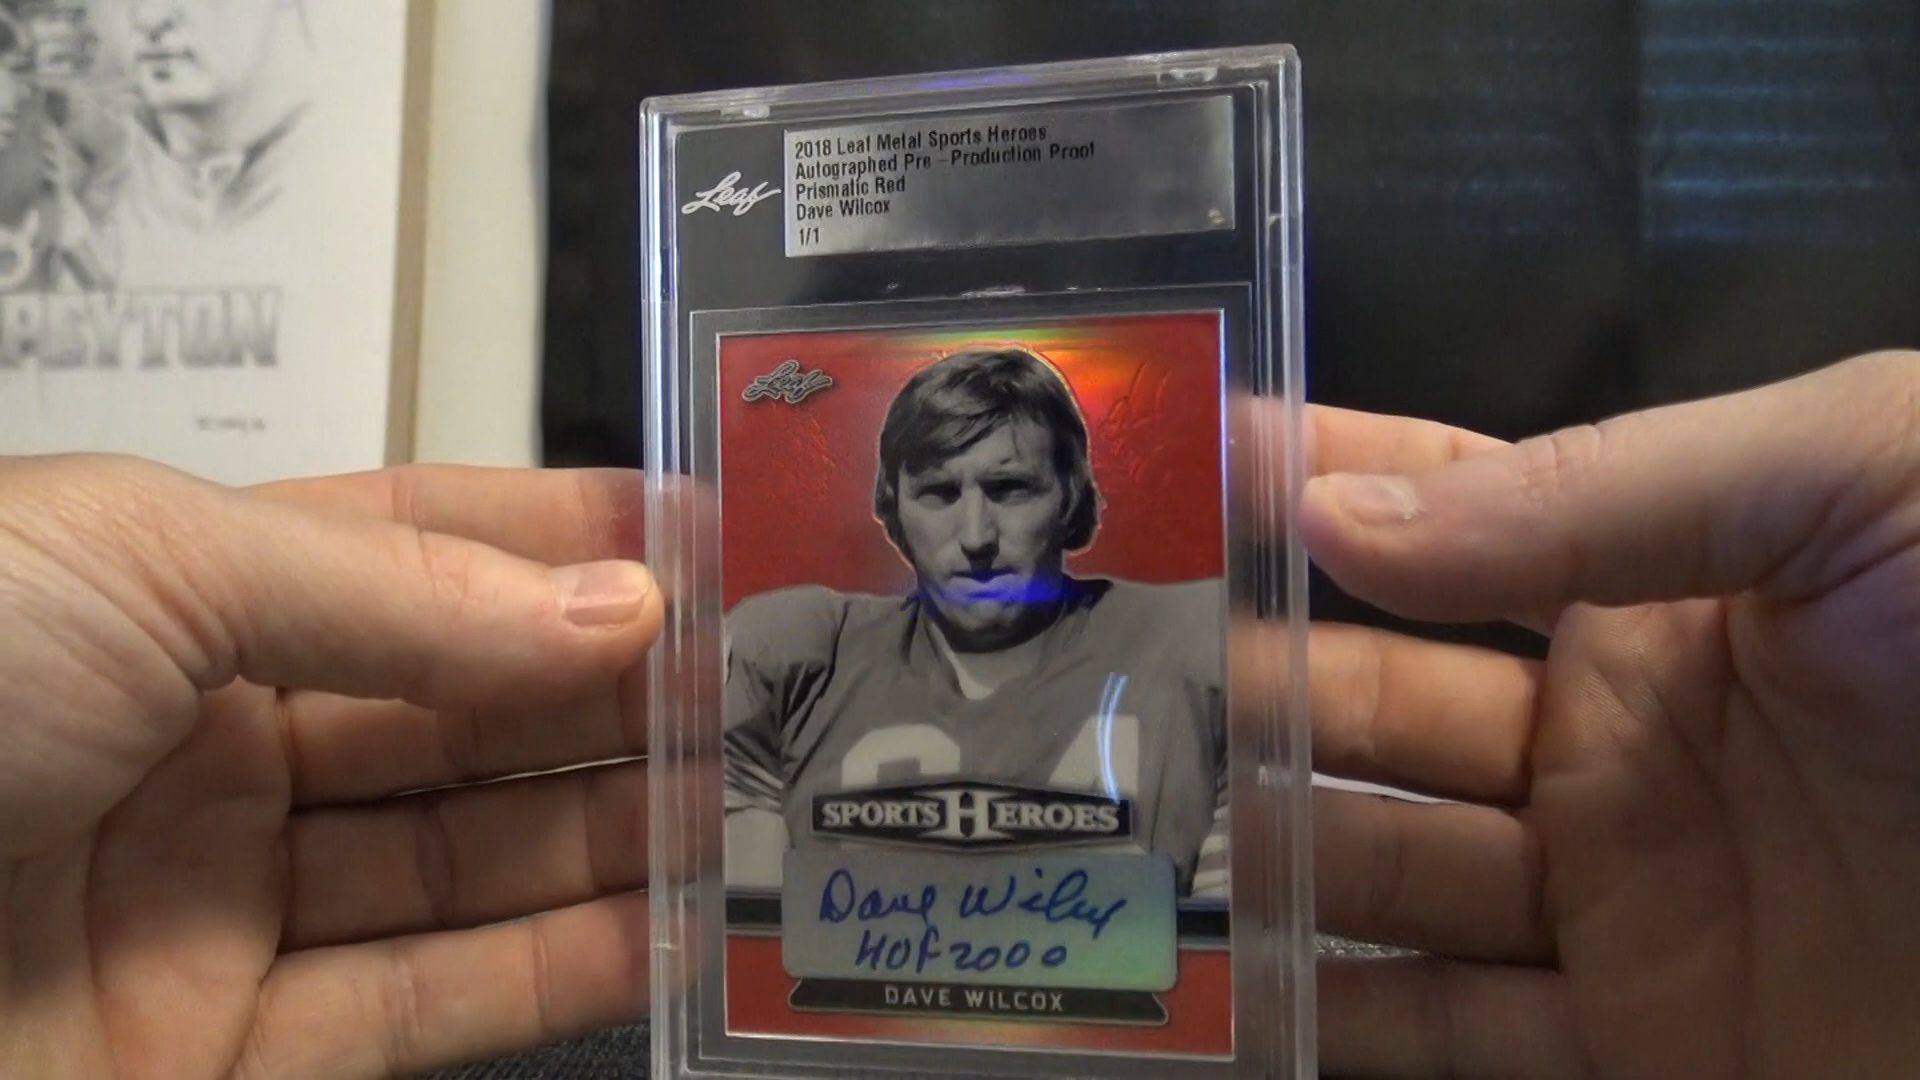 PEYTON
Leaf
2018 Leaf Metal Sports Heroes
Autographed Pre-Production Proof
Prismatic Red
Dave Wilcox
1/1
Leaf
64
SPORTS HEROES
Dave Wilcox
HOF 2000
DAVE WILCOX